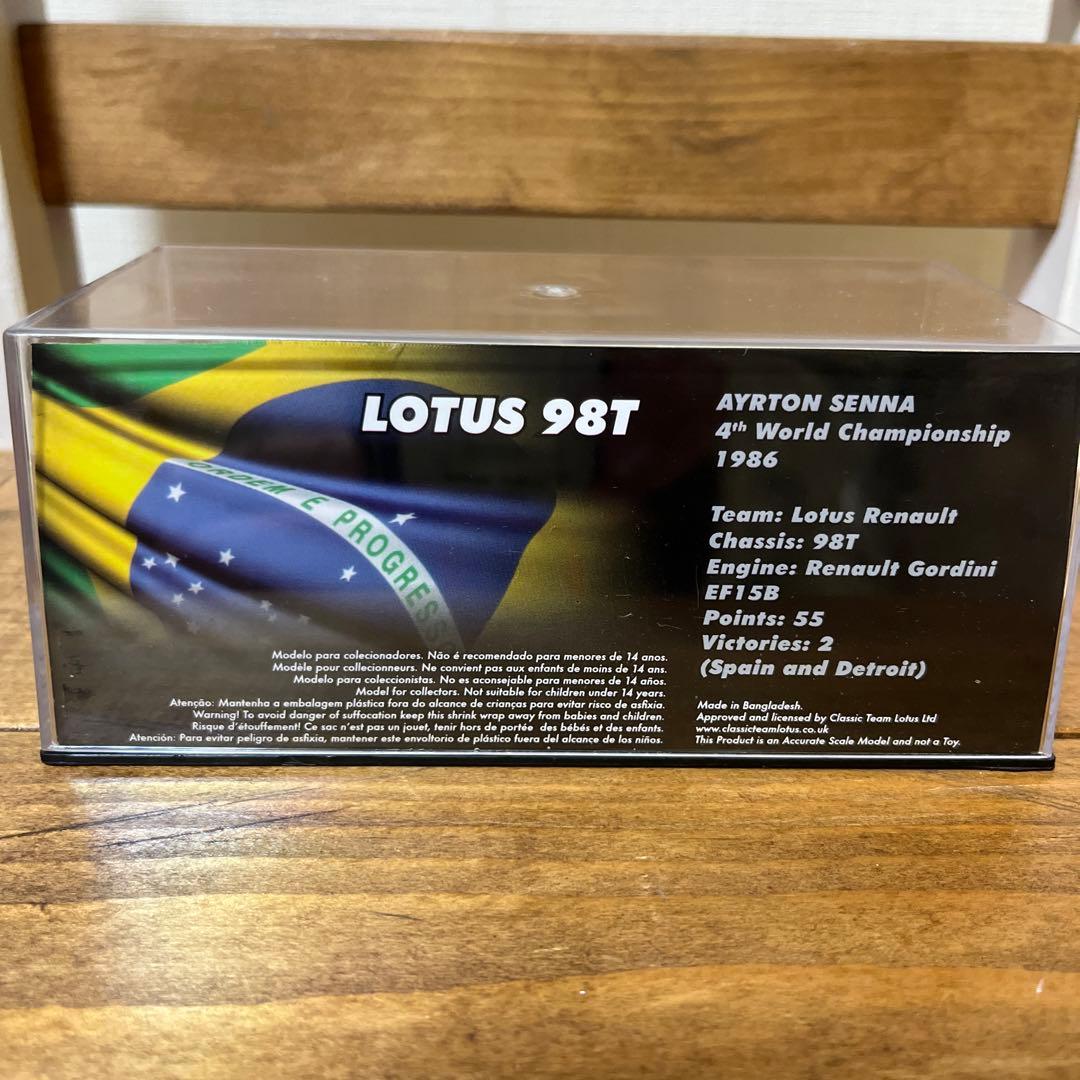 LOTUS 98T
AYRTON SENNA
4th World Championship
1986
Team: Lotus Renault
Chassis: 98T
Engine: Renault Gordini
EF15B
Points: 55
Victories: 2
(Spain and Detroit)
ORDEM E PROGRESS
Modelo para colecionadores. Não é recomendado para menores de 14 anos.
Modèle pour collectionneurs. Ne convient pas aux enfants de moins de 14 ans.
Modelo para coleccionistas. No es aconsejable para menores de 14 años.
Model for collectors. Not suitable for children under 14 years.
Atenção: Mantenha a embalagem plástica fora do alcance de crianças para evitar risco de asfixia.
Warning! To avoid danger of suffocation keep this shrink wrap away from babies and children.
Risque d'étouffement! Ce sac n'est pas un jouet, tenir hors de portée des bébés et des enfants.
Atención: Para evitar peligro de asfixia, mantener este envoltorio de plástico fuera del alcance de los niños.
Made in Bangladesh.
Approved and licensed by Classic Team Lotus Ltd
www.classicteamlotus.co.uk
This Product is an Accurate Scale Model and not a Toy.